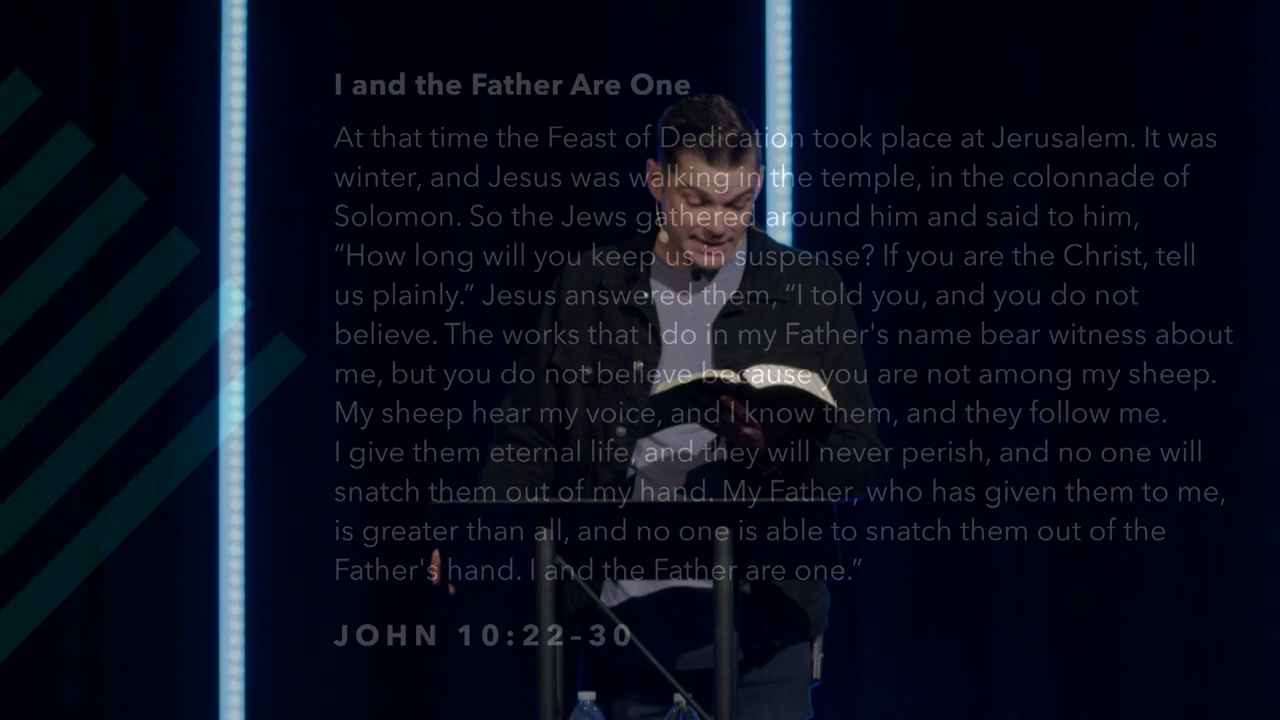 I and the Father Are One
At that time the Feast of Dedication took place at Jerusalem. It was
winter, and Jesus was walking in the temple, in the colonnade of
Solomon. So the Jews gathered around him and said to him,
“How long will you keep us in suspense? If you are the Christ, tell
us plainly.” Jesus answered them, “I told you, and you do not
believe. The works that I do in my Father's name bear witness about
me, but you do not believe because you are not among my sheep.
My sheep hear my voice, and I know them, and they follow me.
I give them eternal life, and they will never perish, and no one will
snatch them out of my hand. My Father, who has given them to me,
is greater than all, and no one is able to snatch them out of the
Father's hand. I and the Father are one.”
JOHN 10:22–30